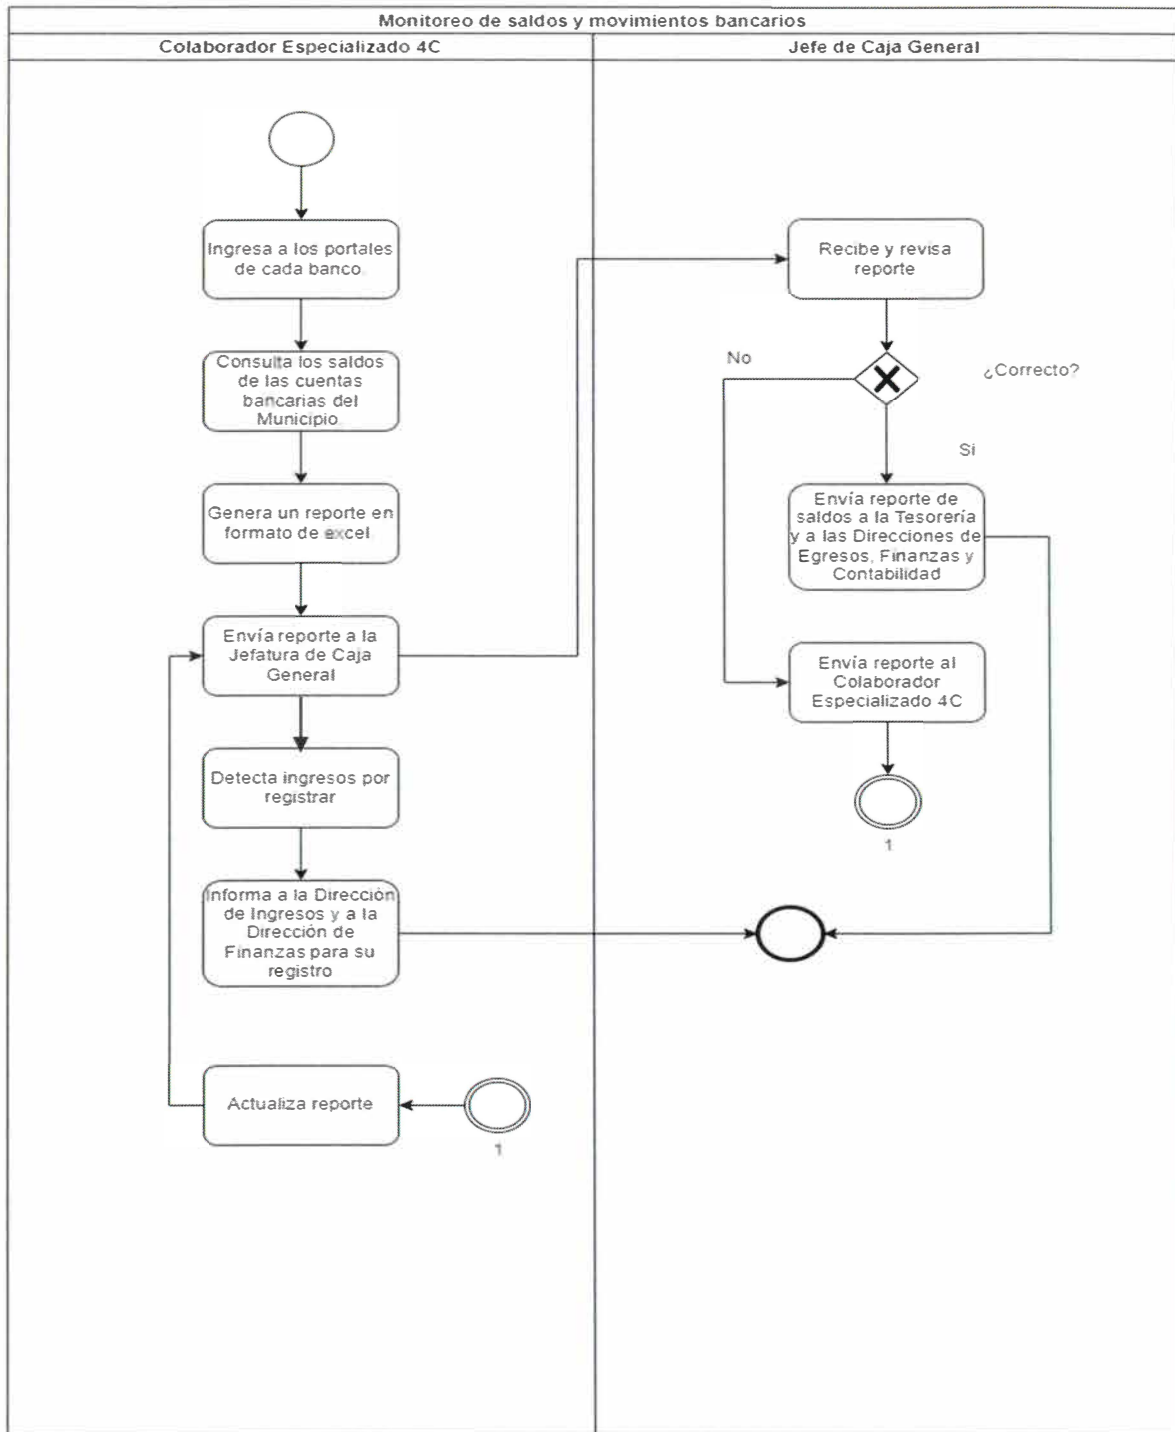 Monitoreo de saldos y movimientos bancarios
Colaborador Especializado 4C
Jefe de Caja General
Ingresa a los portales
de cada banco.
Consulta los saldos
de las cuentas
bancarias del
Municipio.
Genera un reporte en
formato de excel.
Envía reporte a la
Jefatura de Caja
General
Detecta ingresos por
registrar
Informa a la Dirección
de Ingresos y a la
Dirección de
Finanzas para su
registro
Actualiza reporte
1
Recibe y revisa
reporte
No
¿Correcto?
Si
Envía reporte de
saldos a la Tesorería
y a las Direcciones de
Egresos, Finanzas y
Contabilidad
Envía reporte al
Colaborador
Especializado 4C
1